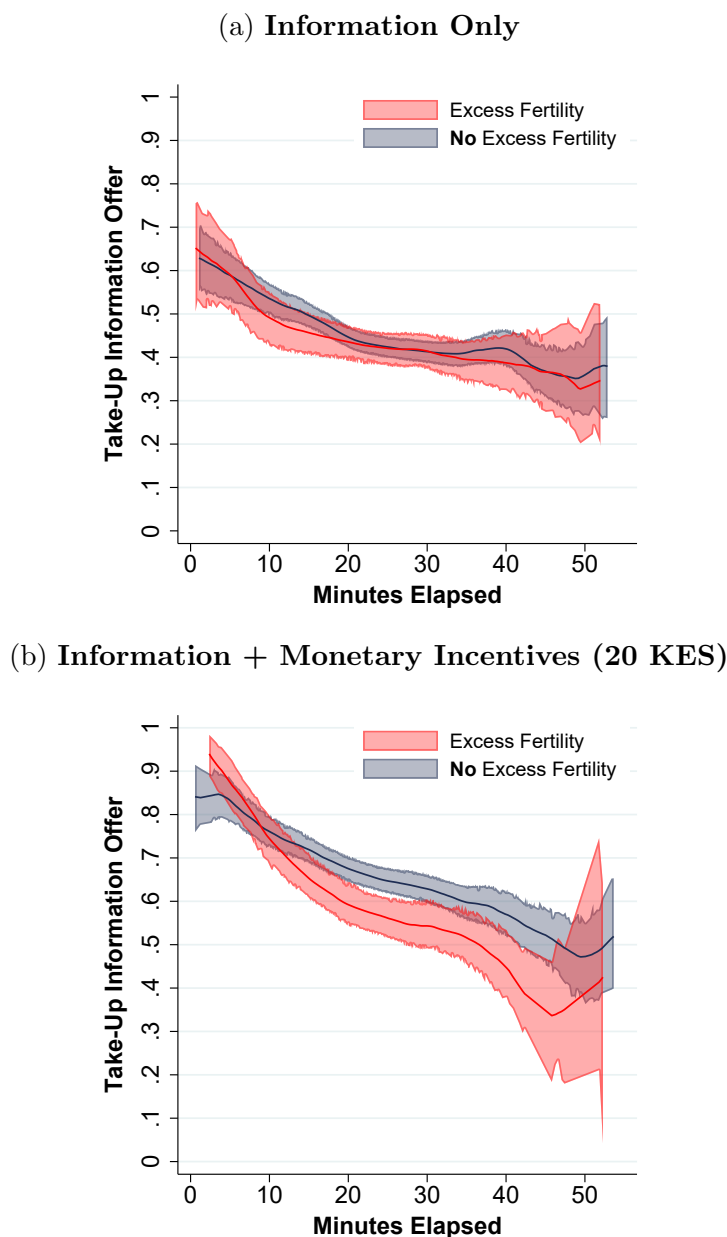 (a) Information Only
Excess Fertility
No Excess Fertility
Take-Up Information Offer
1
.9
.8
.7
.6
.5
.4
.3
.2
.1
0
0 10 20 30 40 50
Minutes Elapsed
(b) Information + Monetary Incentives (20 KES)
Excess Fertility
No Excess Fertility
Take-Up Information Offer
1
.9
.8
.7
.6
.5
.4
.3
.2
.1
0
0 10 20 30 40 50
Minutes Elapsed